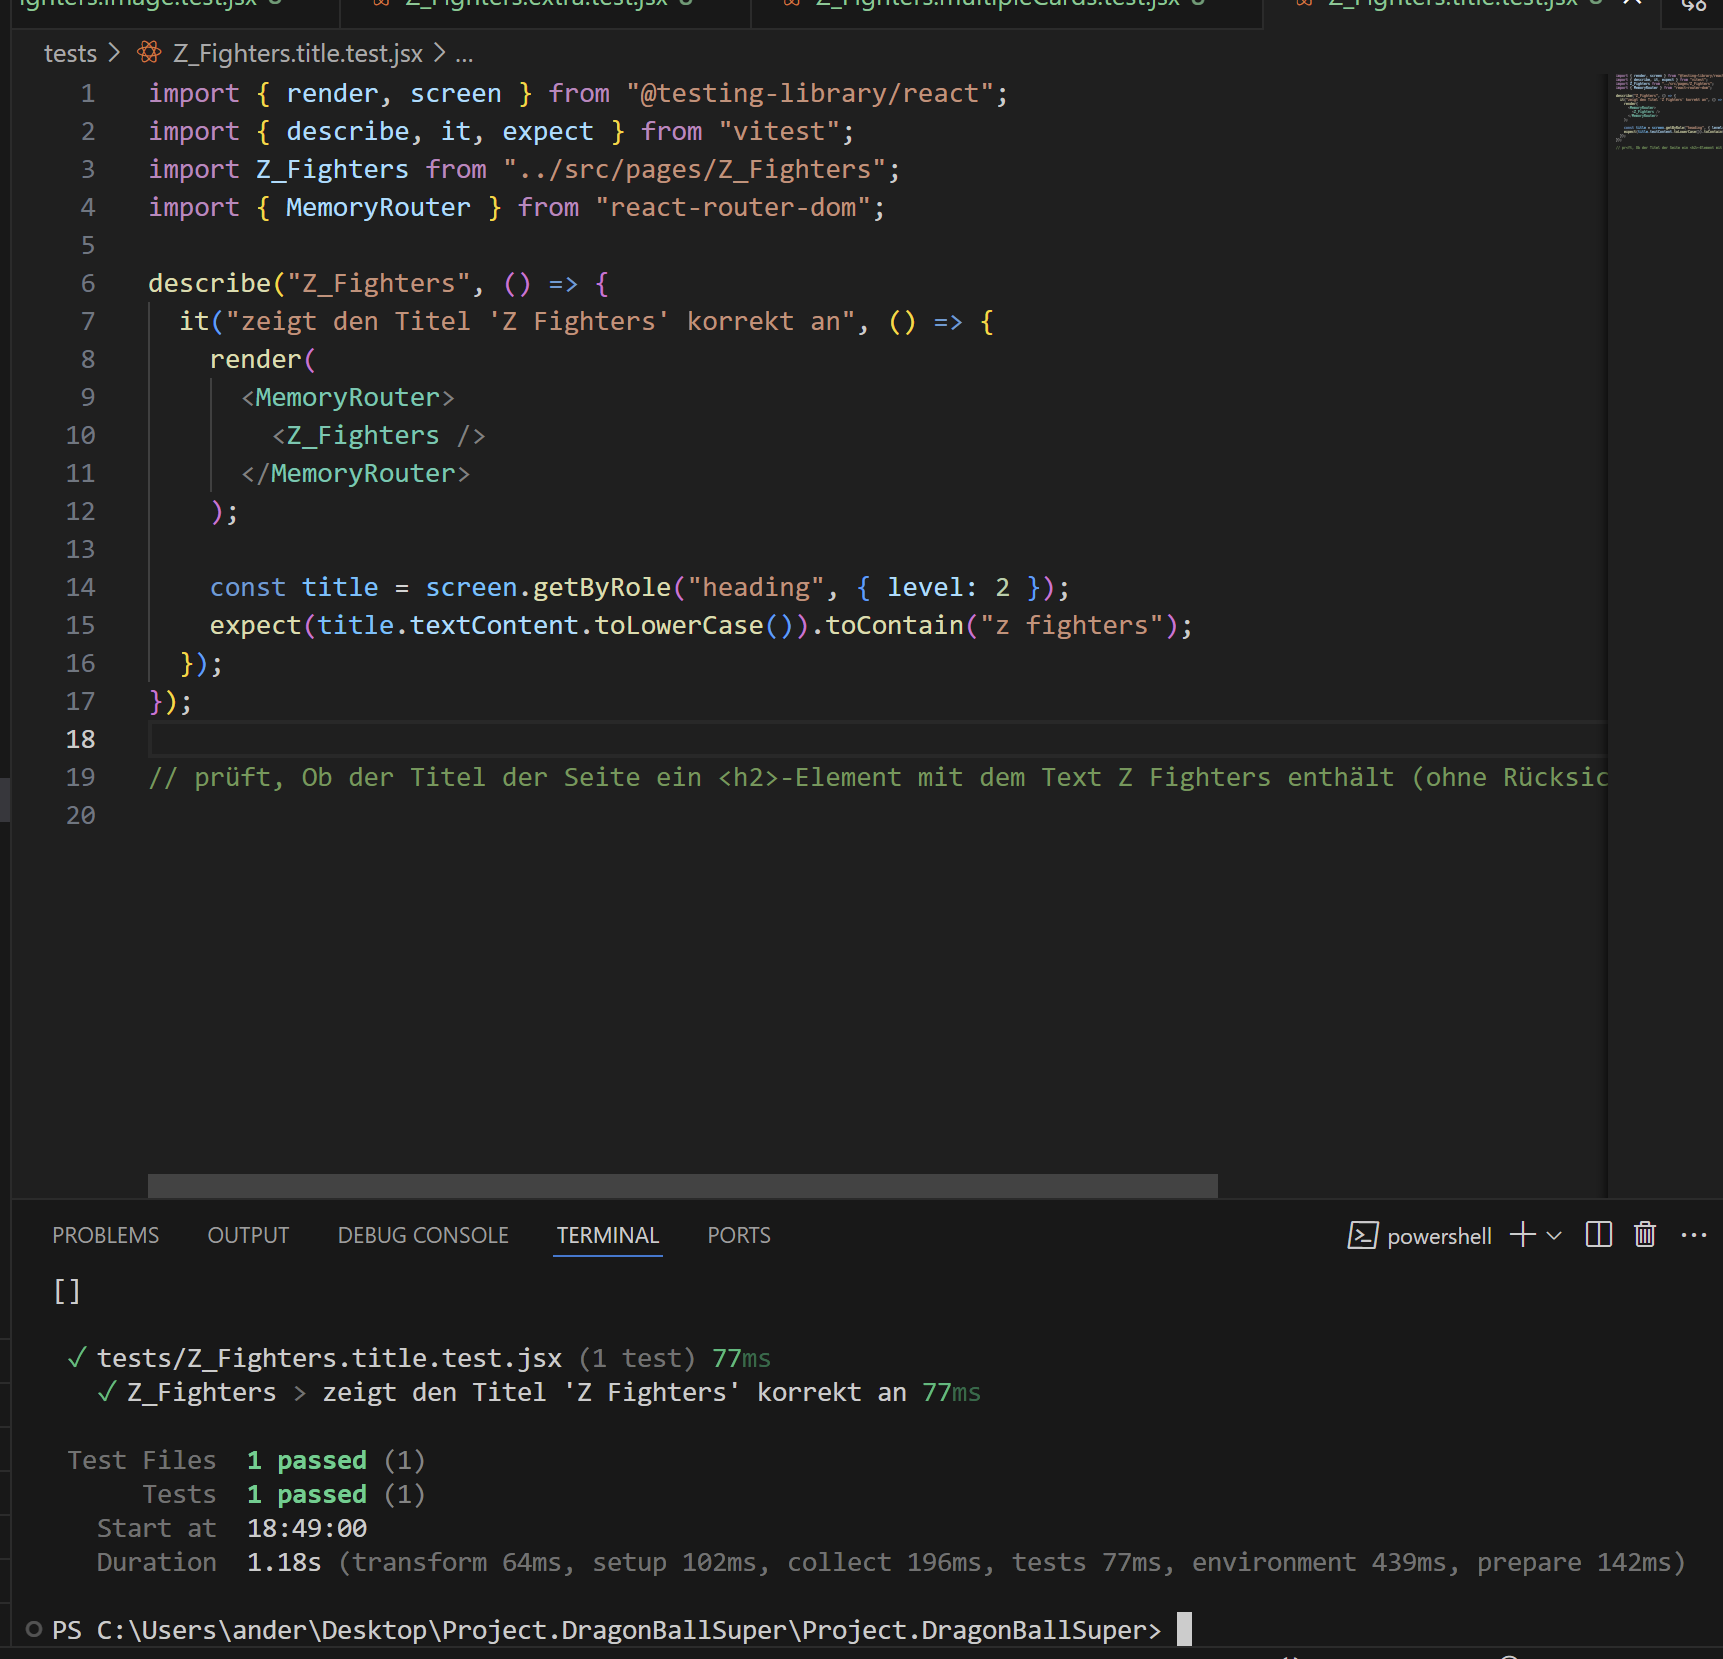 ighters.image.test.jsx U Z_Fighters.extra.test.jsx U Z_Fighters.multipleCards.test.jsx U Z_Fighters.title.test.jsx U
tests > Z_Fighters.title.test.jsx > ...
1 import { render, screen } from "@testing-library/react";
2 import { describe, it, expect } from "vitest";
3 import Z_Fighters from "../src/pages/Z_Fighters";
4 import { MemoryRouter } from "react-router-dom";
5
6 describe("Z_Fighters", () => {
7 it("zeigt den Titel 'Z Fighters' korrekt an", () => {
8 render(
9 <MemoryRouter>
10 <Z_Fighters />
11 </MemoryRouter>
12 );
13
14 const title = screen.getByRole("heading", { level: 2 });
15 expect(title.textContent.toLowerCase()).toContain("z fighters");
16 });
17 });
18
19 // prüft, Ob der Titel der Seite ein <h2>-Element mit dem Text Z Fighters enthält (ohne Rücksic
20
PROBLEMS OUTPUT DEBUG CONSOLE TERMINAL PORTS powershell
[]
✓ tests/Z_Fighters.title.test.jsx (1 test) 77ms
✓ Z_Fighters > zeigt den Titel 'Z Fighters' korrekt an 77ms
Test Files 1 passed (1)
Tests 1 passed (1)
Start at 18:49:00
Duration 1.18s (transform 64ms, setup 102ms, collect 196ms, tests 77ms, environment 439ms, prepare 142ms)
PS C:\Users\ander\Desktop\Project.DragonBallSuper\Project.DragonBallSuper>